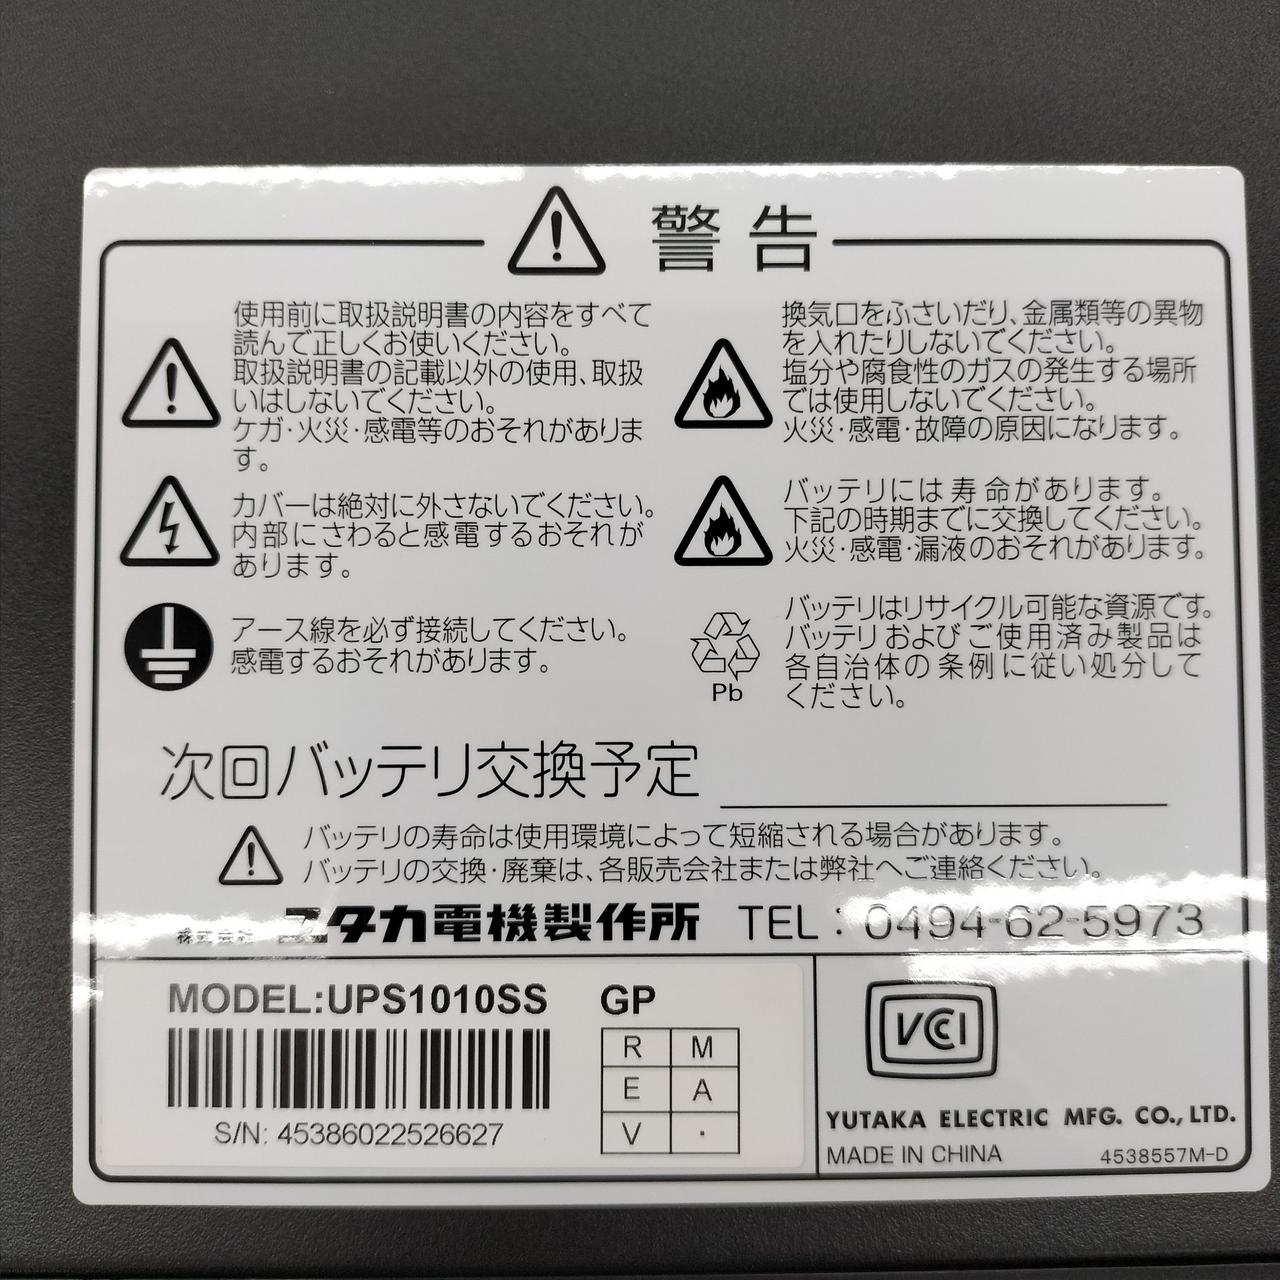 警告
使用前に取扱説明書の内容をすべて
読んで正しくお使いください。
取扱説明書の記載以外の使用、取扱
いはしないでください。
ケガ・火災・感電等のおそれがありま
す。
カバーは絶対に外さないでください。
内部にさわると感電するおそれが
あります。
アース線を必ず接続してください。
感電するおそれがあります。
換気口をふさいだり、金属類等の異物
を入れたりしないでください。
塩分や腐食性のガスの発生する場所
では使用しないでください。
火災・感電・故障の原因になります。
バッテリには寿命があります。
下記の時期までに交換してください。
火災・感電・漏液のおそれがあります。
Pb
バッテリはリサイクル可能な資源です。
バッテリおよびご使用済み製品は
各自治体の条例に従い処分して
ください。
次回バッテリ交換予定
バッテリの寿命は使用環境によって短縮される場合があります。
バッテリの交換・廃棄は、各販売会社または弊社へご連絡ください。
株式会社 ユタカ電機製作所 TEL：0494-62-5973
MODEL:UPS1010SS GP
R M
E A
V ・
S/N: 45386022526627
VCCI
YUTAKA ELECTRIC MFG. CO., LTD.
MADE IN CHINA 4538557M-D